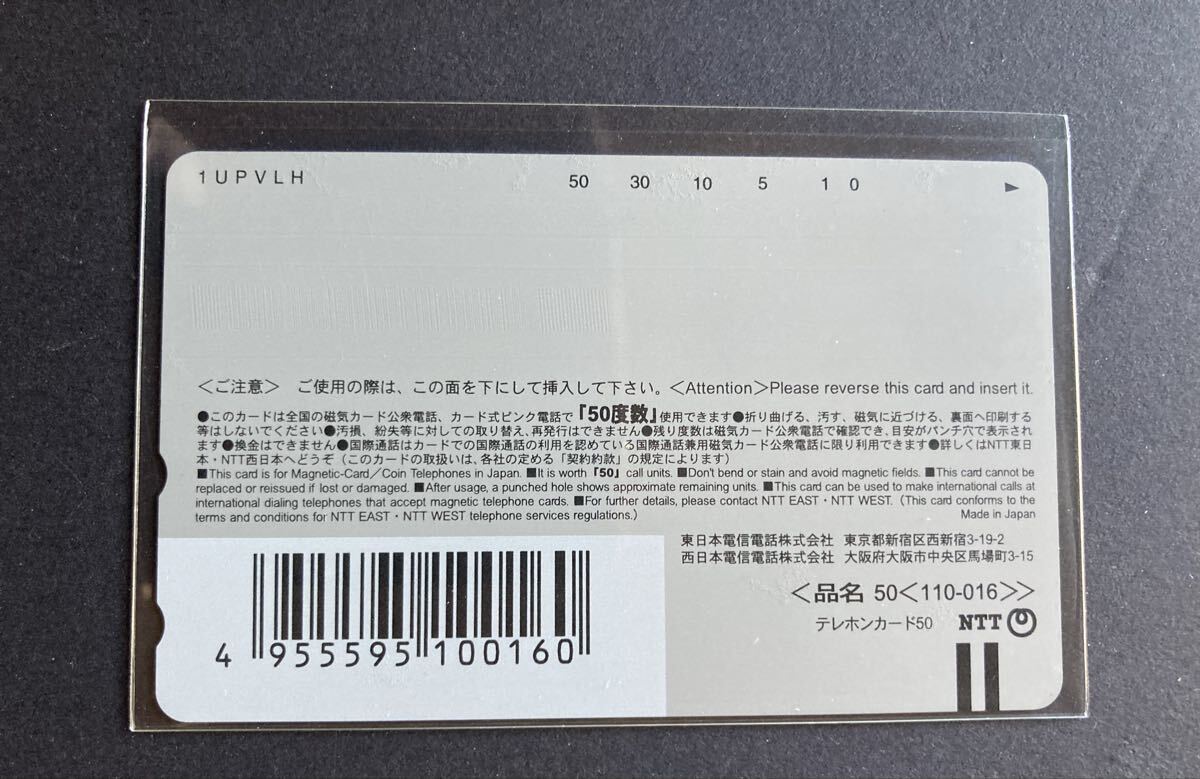 1UPVLH 50 30 10 5 1 0 ▶
＜ご注意＞ ご使用の際は、この面を下にして挿入して下さい。＜Attention＞Please reverse this card and insert it.
●このカードは全国の磁気カード公衆電話、カード式ピンク電話で「50度数」使用できます●折り曲げる、汚す、磁気に近づける、裏面へ印刷する
等はしないでください●汚損、紛失等に対しての取り替え、再発行はできません●残り度数は磁気カード公衆電話で確認でき、目安がパンチ穴で表示され
ます●換金はできません●国際通話はカードでの国際通話の利用を認めている国際通話兼用磁気カード公衆電話に限り利用できます●詳しくはNTT東日
本・NTT西日本へどうぞ（このカードの取扱いは、各社の定める「契約約款」の規定によります）
■This card is for Magnetic-Card／Coin Telephones in Japan. ■It is worth「50」call units. ■Don't bend or stain and avoid magnetic fields. ■This card cannot be
replaced or reissued if lost or damaged. ■After usage, a punched hole shows approximate remaining units. ■This card can be used to make international calls at
international dialing telephones that accept magnetic telephone cards. ■For further details, please contact NTT EAST・NTT WEST.（This card conforms to the
terms and conditions for NTT EAST・NTT WEST telephone services regulations.） Made in Japan
東日本電信電話株式会社 東京都新宿区西新宿3-19-2
西日本電信電話株式会社 大阪府大阪市中央区馬場町3-15
＜品名 50＜110-016＞＞
テレホンカード50 NTT
4 955595 100160